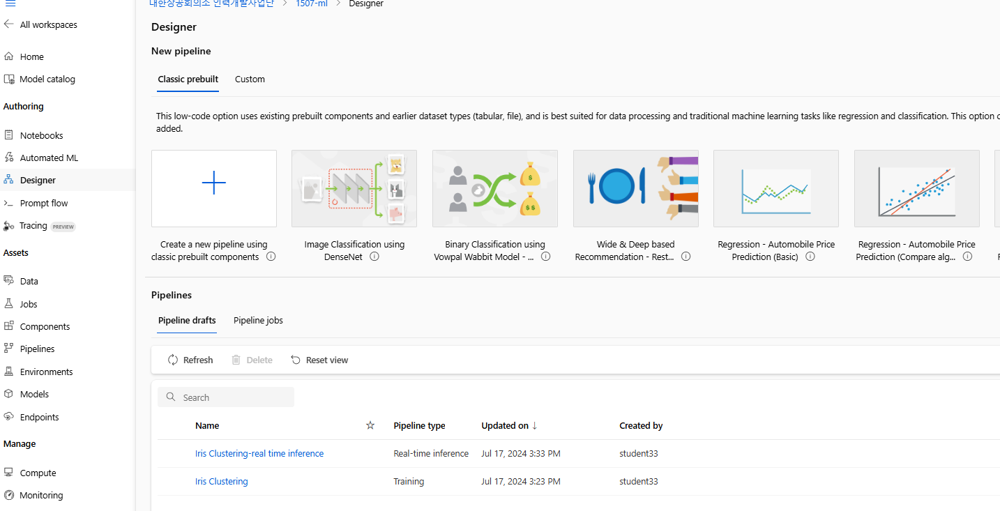 대한상공회의소 인력개발사업단 > 1507-ml > Designer
All workspaces
Home
Model catalog
Authoring
Notebooks
Automated ML
Designer
Prompt flow
Tracing PREVIEW
Assets
Data
Jobs
Components
Pipelines
Environments
Models
Endpoints
Manage
Compute
Monitoring
Designer
New pipeline
Classic prebuilt Custom
This low-code option uses existing prebuilt components and earlier dataset types (tabular, file), and is best suited for data processing and traditional machine learning tasks like regression and classification. This option
added.
$
$ $
Create a new pipeline using
classic prebuilt components
Image Classification using
DenseNet
Binary Classification using
Vowpal Wabbit Model - ...
Wide & Deep based
Recommendation - Rest...
Regression - Automobile Price
Prediction (Basic)
Regression - Automobile Price
Prediction (Compare alg...
Pipelines
Pipeline drafts Pipeline jobs
Refresh Delete Reset view
Search
Name Pipeline type Updated on ↓ Created by
Iris Clustering-real time inference Real-time inference Jul 17, 2024 3:33 PM student33
Iris Clustering Training Jul 17, 2024 3:23 PM student33